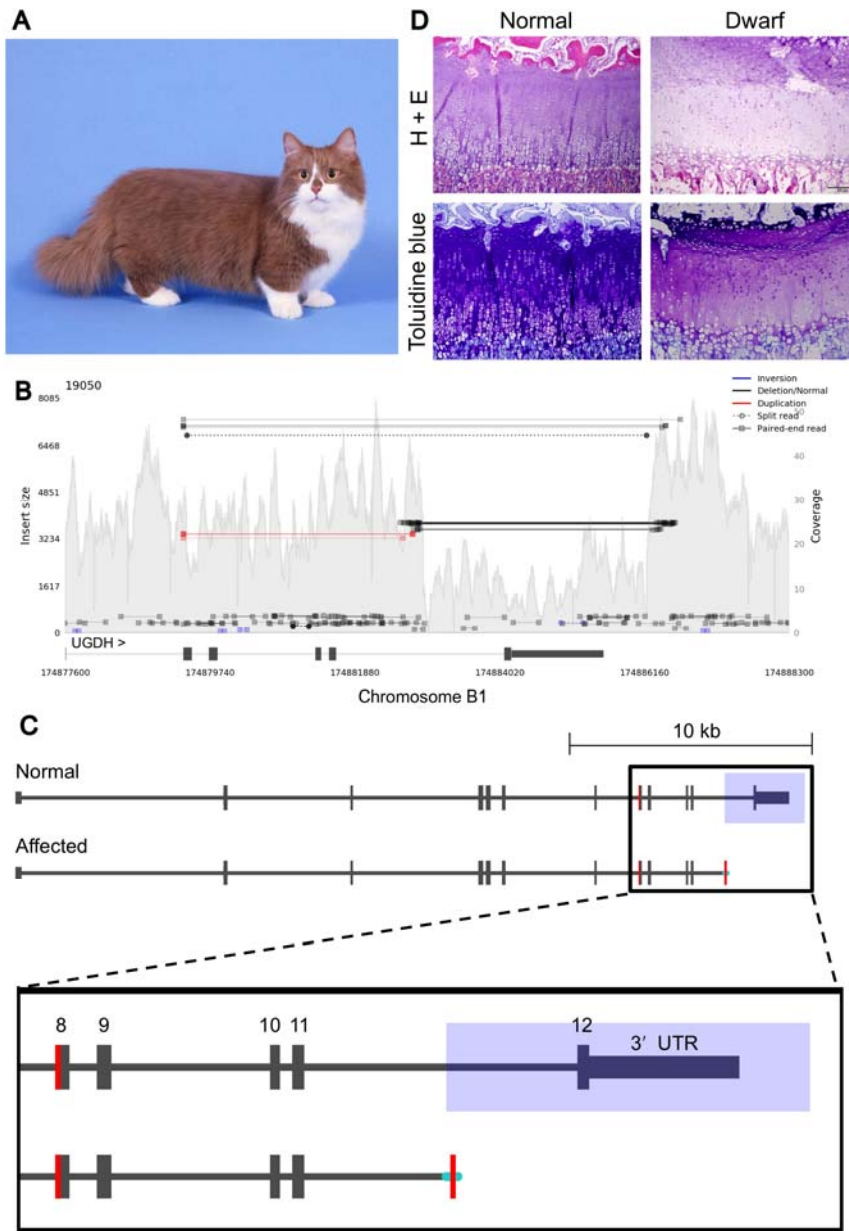 A
D
Normal
Dwarf
H + E
Toluidine blue
B
19050
8085
6468
4851
3234
1617
0
Insert size
Inversion
Deletion/Normal
Duplication
Split read
Paired-end read
50
40
30
20
10
0
Coverage
UGDH >
174877600
174879740
174881880
174884020
174886160
174888300
Chromosome B1
C
10 kb
Normal
Affected
8
9
10
11
12
3′ UTR